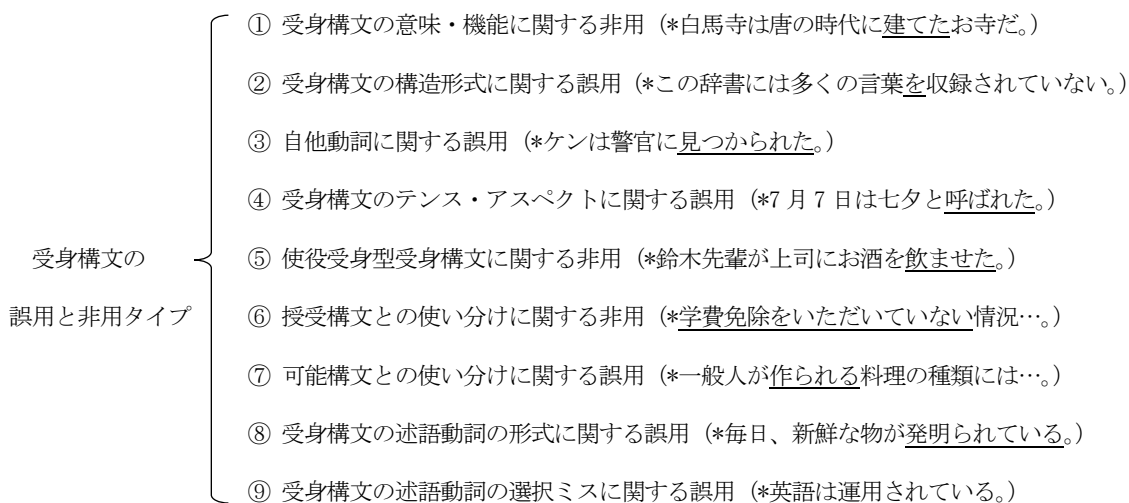 ① 受身構文の意味・機能に関する非用（*白馬寺は唐の時代に建てたお寺だ。）
② 受身構文の構造形式に関する誤用（*この辞書には多くの言葉を収録されていない。）
③ 自他動詞に関する誤用（*ケンは警官に見つかられた。）
④ 受身構文のテンス・アスペクトに関する誤用（*7 月 7 日は七夕と呼ばれた。）
受身構文の
誤用と非用タイプ
⑤ 使役受身型受身構文に関する非用（*鈴木先輩が上司にお酒を飲ませた。）
⑥ 授受構文との使い分けに関する非用（*学費免除をいただいていない情況…。）
⑦ 可能構文との使い分けに関する誤用（*一般人が作られる料理の種類には…。）
⑧ 受身構文の述語動詞の形式に関する誤用（*毎日、新鮮な物が発明られている。）
⑨ 受身構文の述語動詞の選択ミスに関する誤用（*英語は運用されている。）